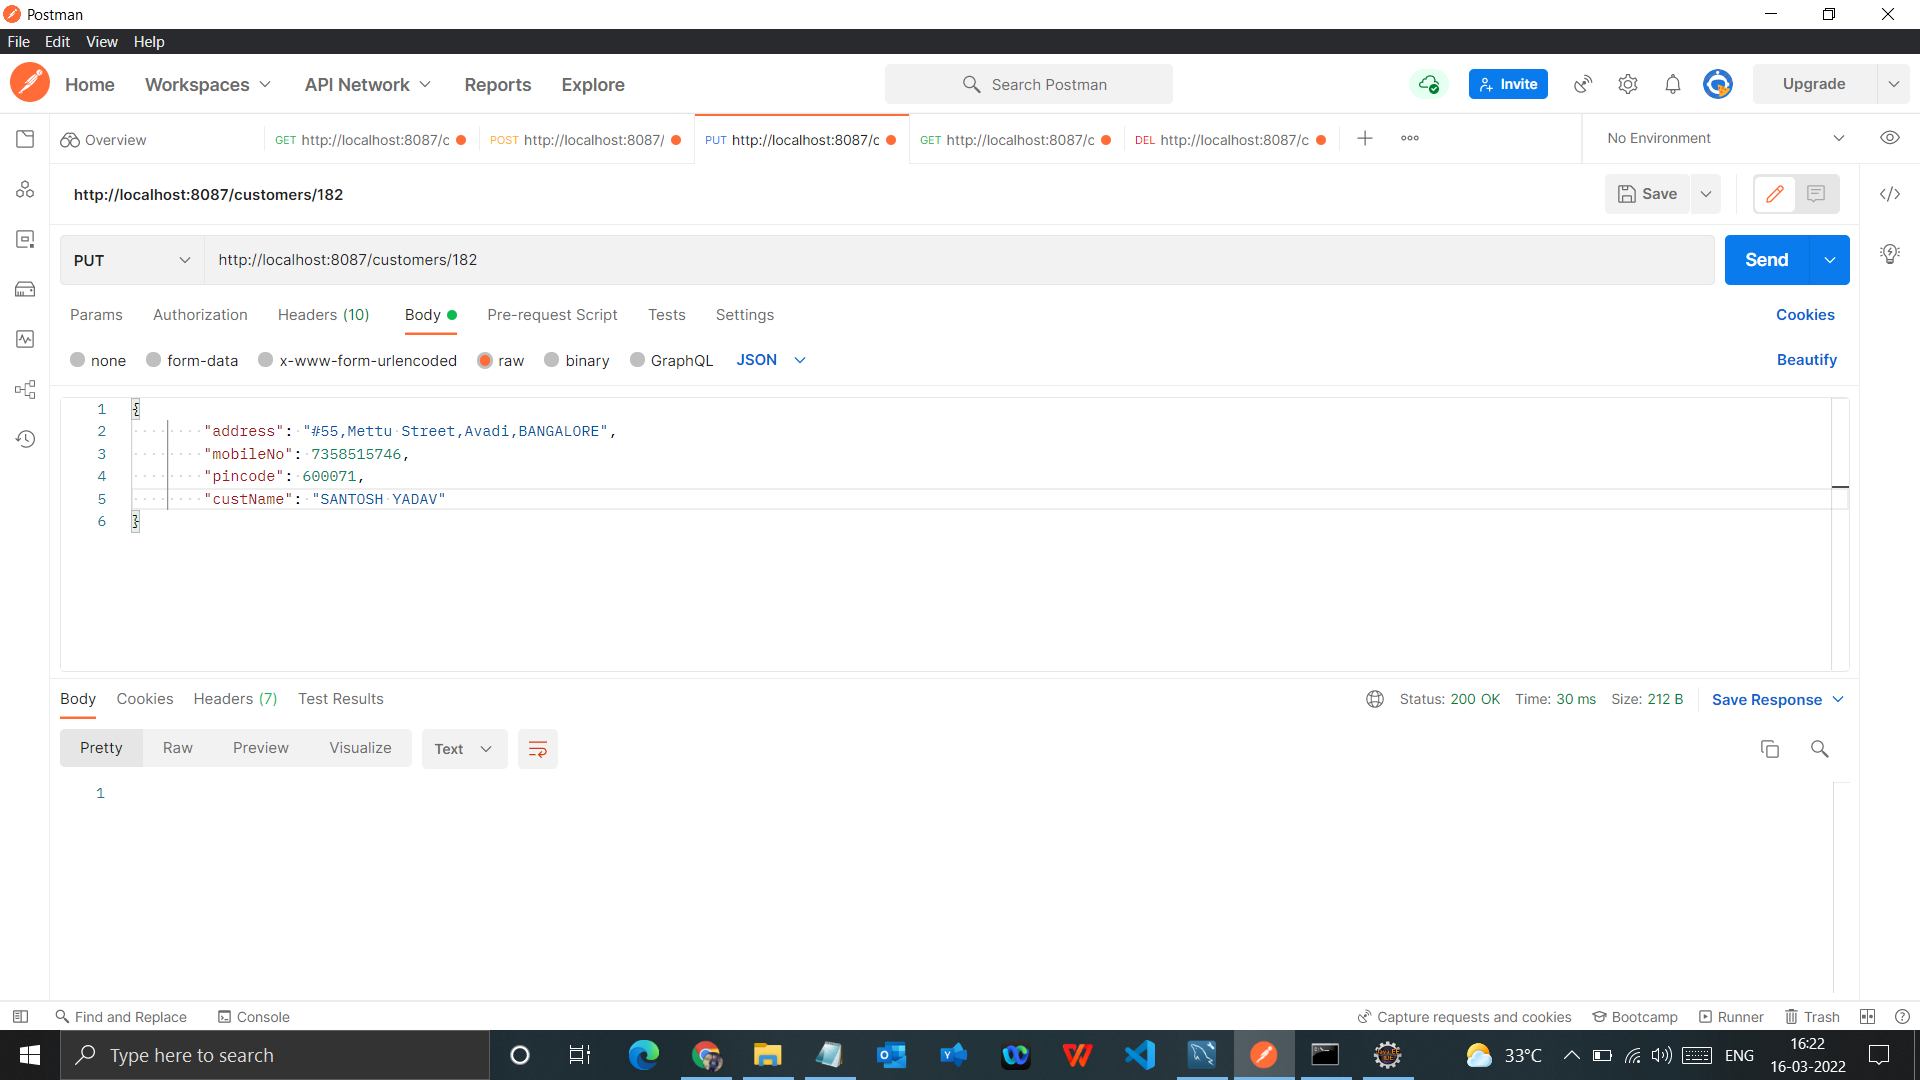 Postman
File Edit View Help
Home Workspaces API Network Reports Explore Search Postman Invite Upgrade
Overview GET http://localhost:8087/c POST http://localhost:8087/ PUT http://localhost:8087/c GET http://localhost:8087/c DEL http://localhost:8087/c No Environment
http://localhost:8087/customers/182 Save
PUT http://localhost:8087/customers/182 Send
Params Authorization Headers (10) Body Pre-request Script Tests Settings Cookies
none form-data x-www-form-urlencoded raw binary GraphQL JSON Beautify
1 {
2 "address": "#55,Mettu Street,Avadi,BANGALORE",
3 "mobileNo": 7358515746,
4 "pincode": 600071,
5 "custName": "SANTOSH YADAV"
6 }
Body Cookies Headers (7) Test Results Status: 200 OK Time: 30 ms Size: 212 B Save Response
Pretty Raw Preview Visualize Text
1
Find and Replace Console Capture requests and cookies Bootcamp Runner Trash
Type here to search 33°C ENG 16:22
16-03-2022